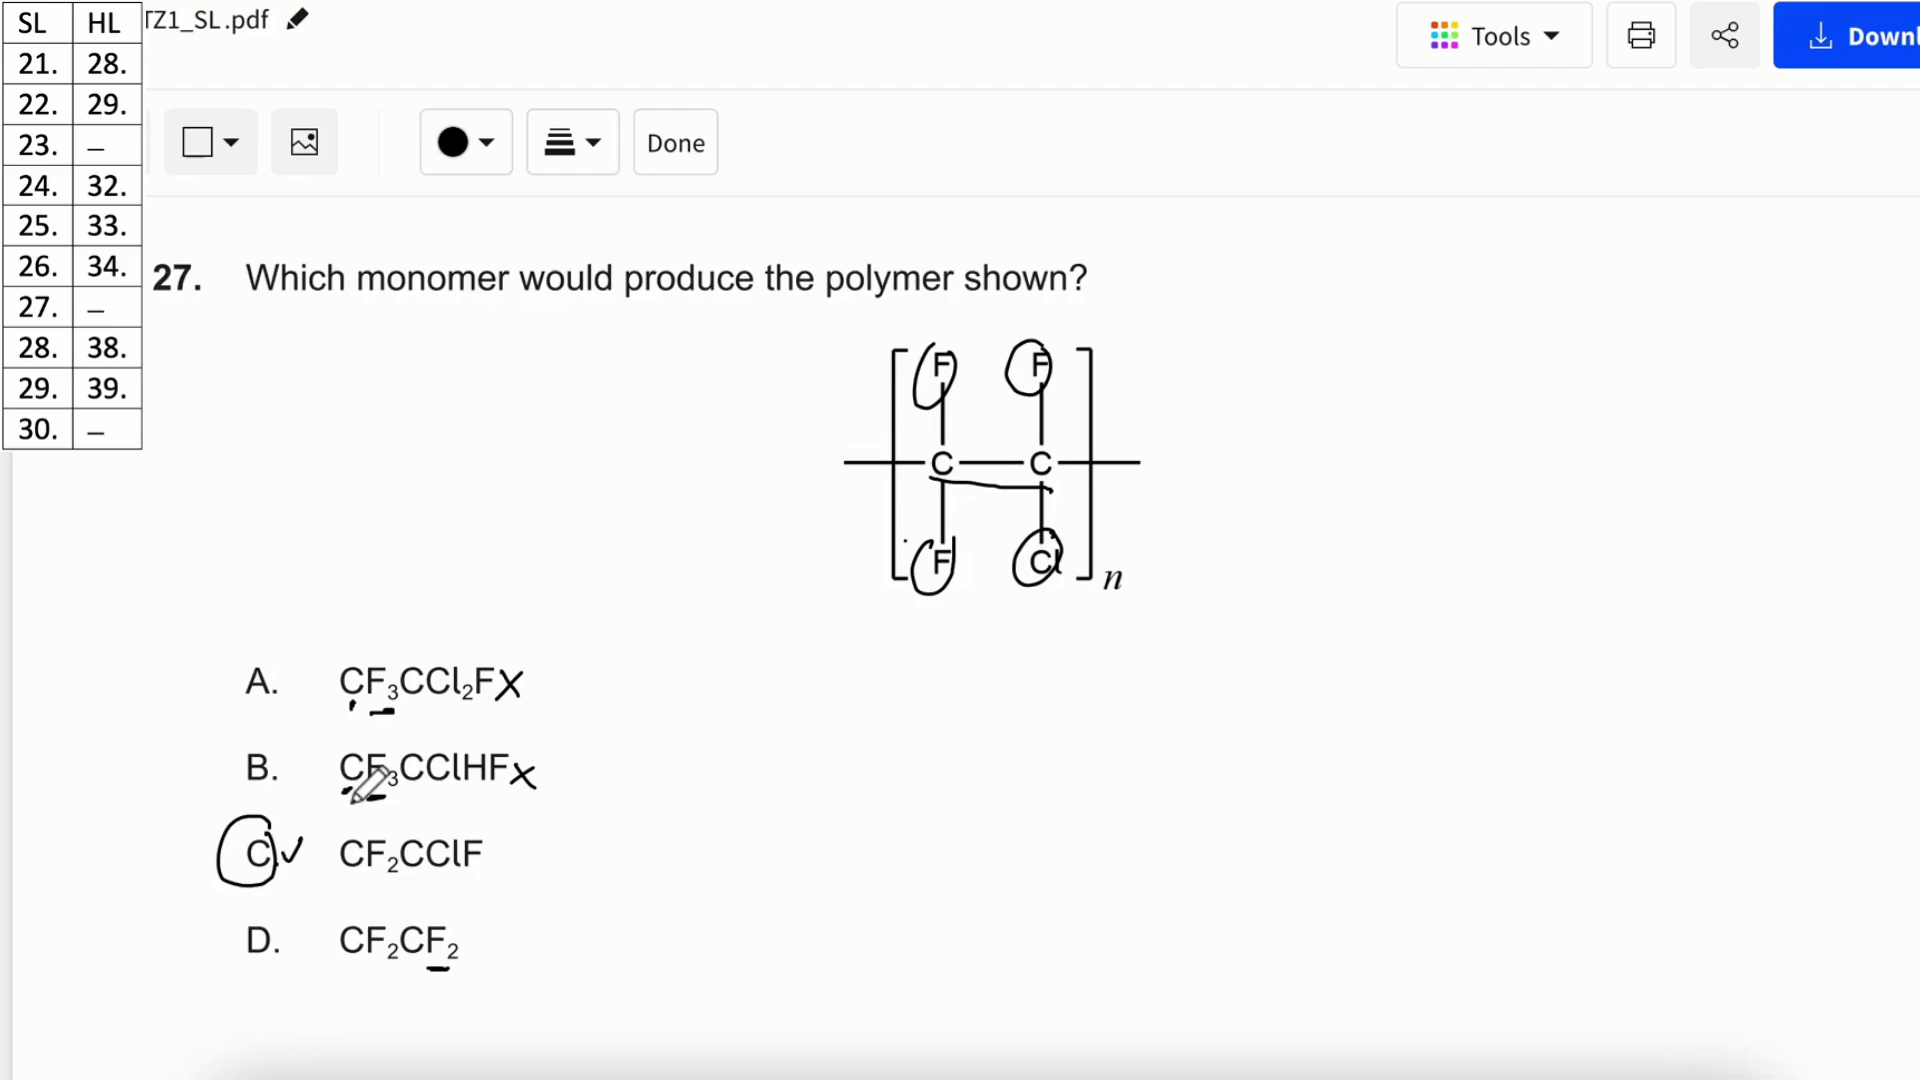 SL HL
21. 28.
22. 29.
23. –
24. 32.
25. 33.
26. 34.
27. –
28. 38.
29. 39.
30. –
TZ1_SL.pdf
Tools
Downl
Done
27. Which monomer would produce the polymer shown?
F F
C C
F Cl
n
A. CF₃CCl₂F X
B. CF₃CClHF x
C. ✓ CF₂CClF
D. CF₂CF₂